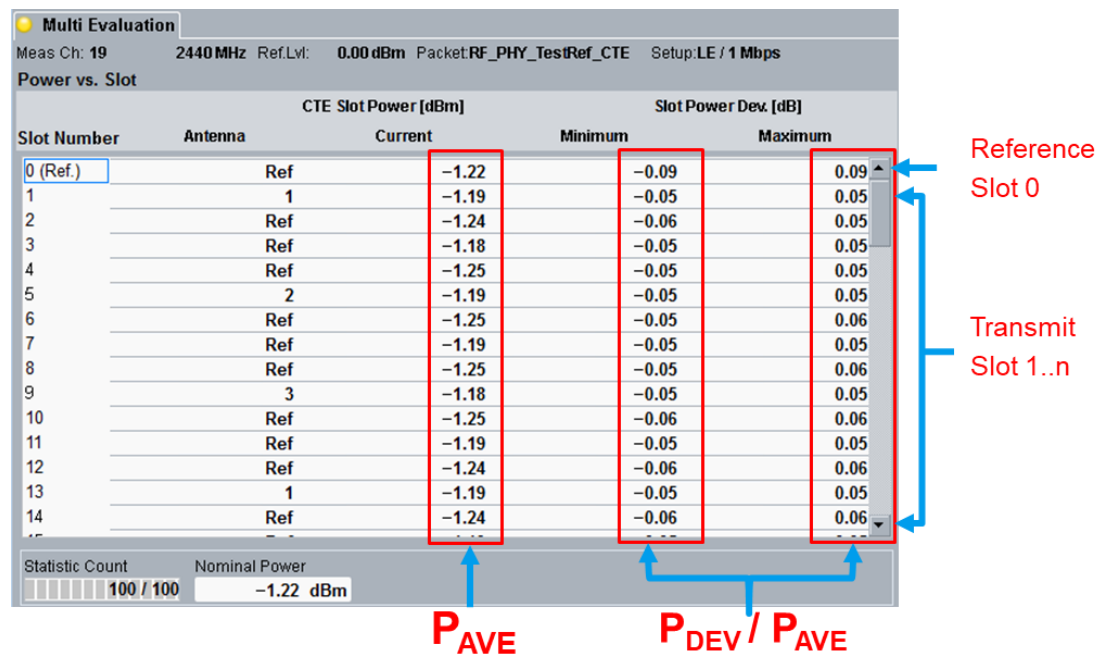 Multi Evaluation
Meas Ch: 19 2440 MHz Ref.Lvl: 0.00 dBm Packet:RF_PHY_TestRef_CTE Setup:LE / 1 Mbps
Power vs. Slot
CTE Slot Power [dBm] Slot Power Dev. [dB]
Slot Number Antenna Current Minimum Maximum
0 (Ref.) Ref −1.22 −0.09 0.09
1 1 −1.19 −0.05 0.05
2 Ref −1.24 −0.06 0.05
3 Ref −1.18 −0.05 0.05
4 Ref −1.25 −0.05 0.05
5 2 −1.19 −0.05 0.05
6 Ref −1.25 −0.05 0.06
7 Ref −1.19 −0.05 0.05
8 Ref −1.25 −0.05 0.06
9 3 −1.18 −0.05 0.05
10 Ref −1.25 −0.06 0.06
11 Ref −1.19 −0.05 0.05
12 Ref −1.24 −0.06 0.06
13 1 −1.19 −0.05 0.05
14 Ref −1.24 −0.06 0.06
Statistic Count Nominal Power
100 / 100 −1.22 dBm
Reference
Slot 0
Transmit
Slot 1..n
PAVE
PDEV / PAVE